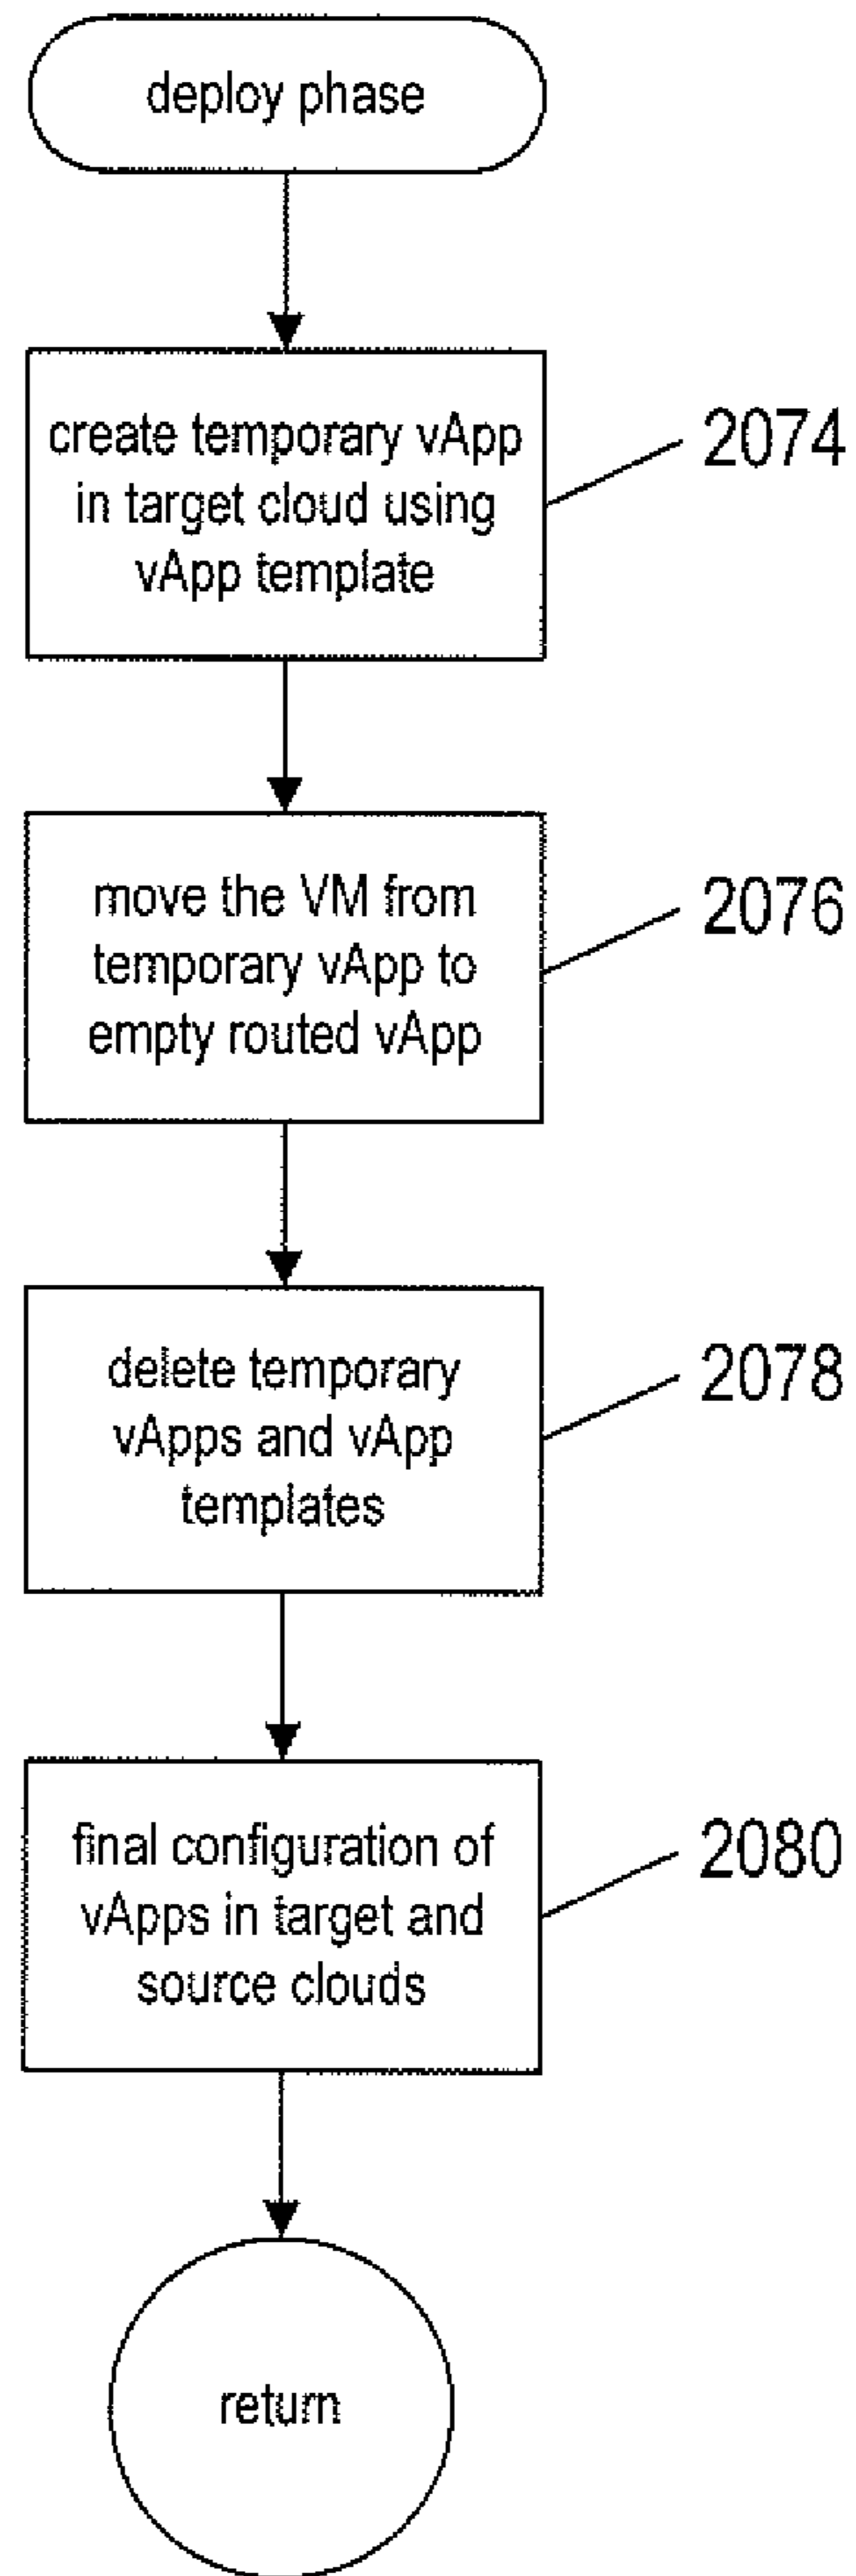 deploy phase
create temporary vApp
in target cloud using
vApp template
2074
move the VM from
temporary vApp to
empty routed vApp
2076
delete temporary
vApps and vApp
templates
2078
final configuration of
vApps in target and
source clouds
2080
return